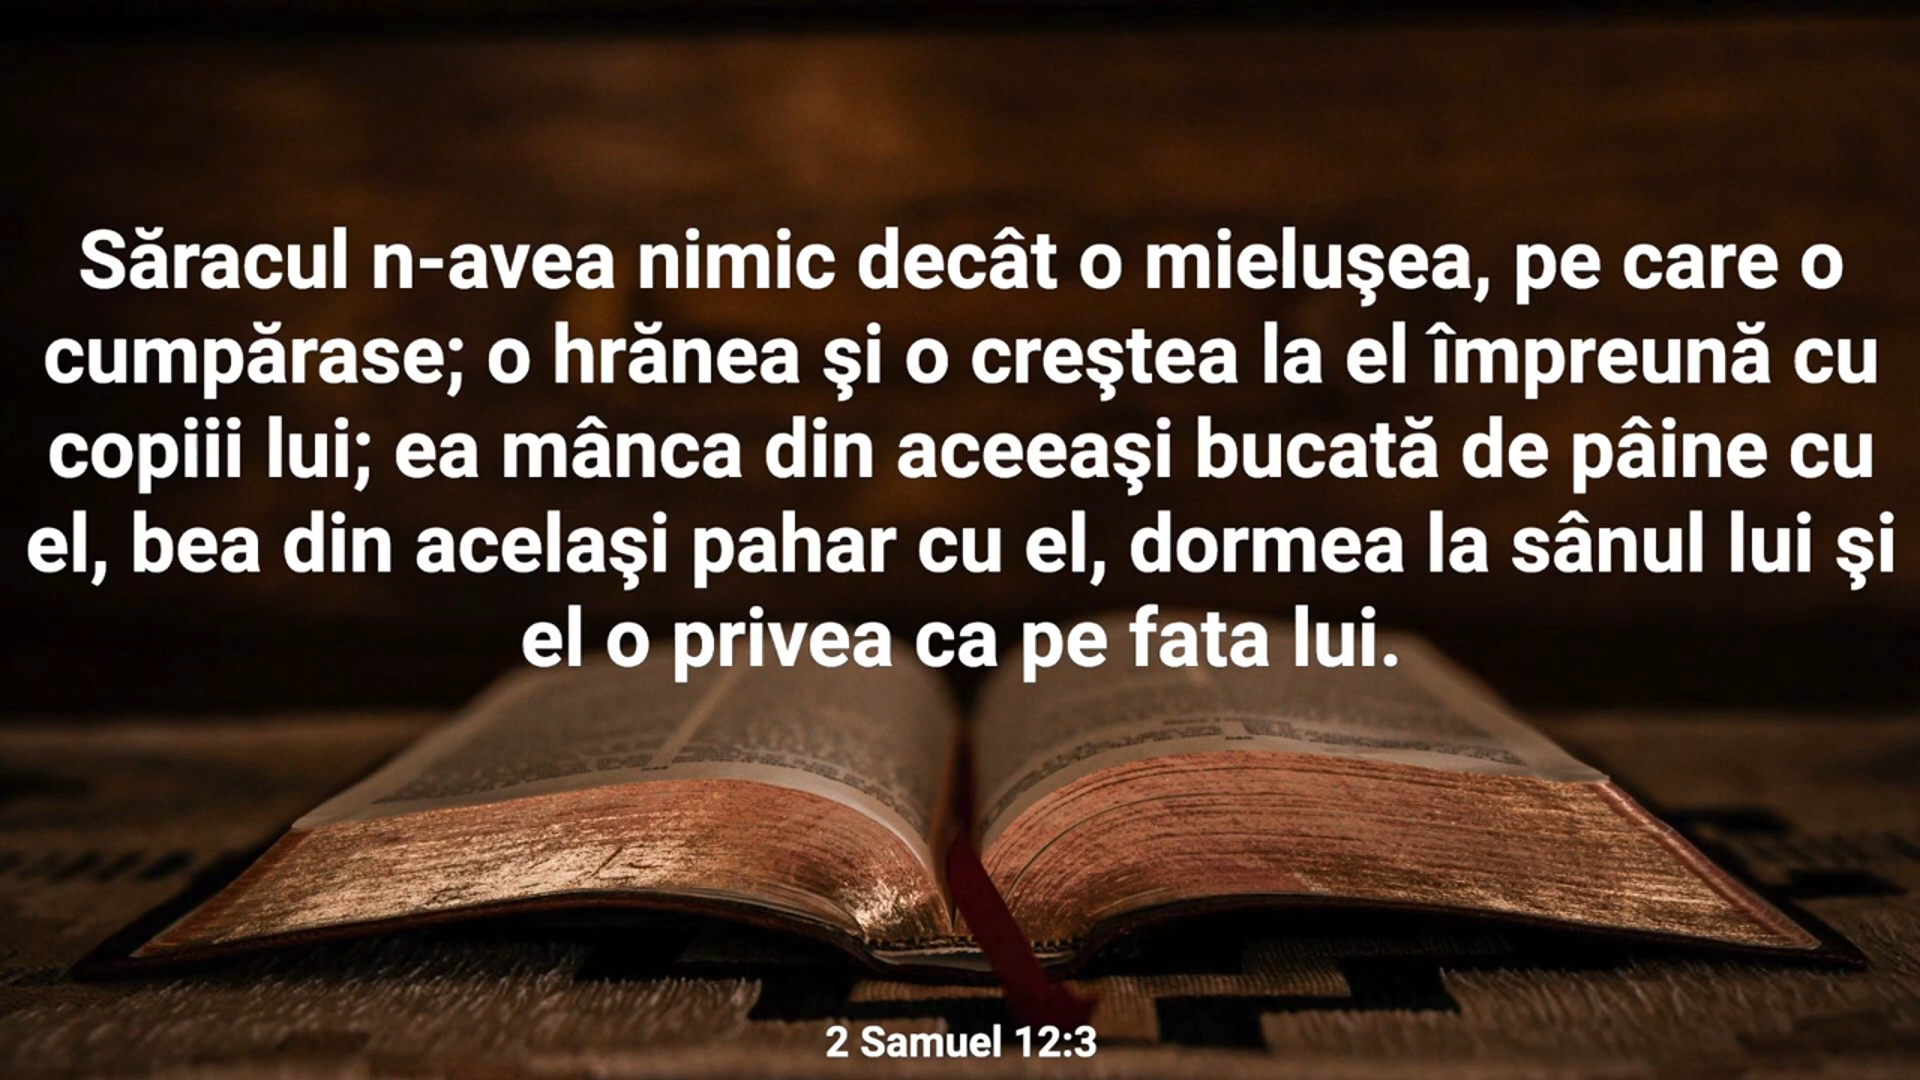 Săracul n-avea nimic decât o mieluşea, pe care o
cumpărase; o hrănea şi o creştea la el împreună cu
copiii lui; ea mânca din aceeaşi bucată de pâine cu
el, bea din acelaşi pahar cu el, dormea la sânul lui şi
el o privea ca pe fata lui.
2 Samuel 12:3